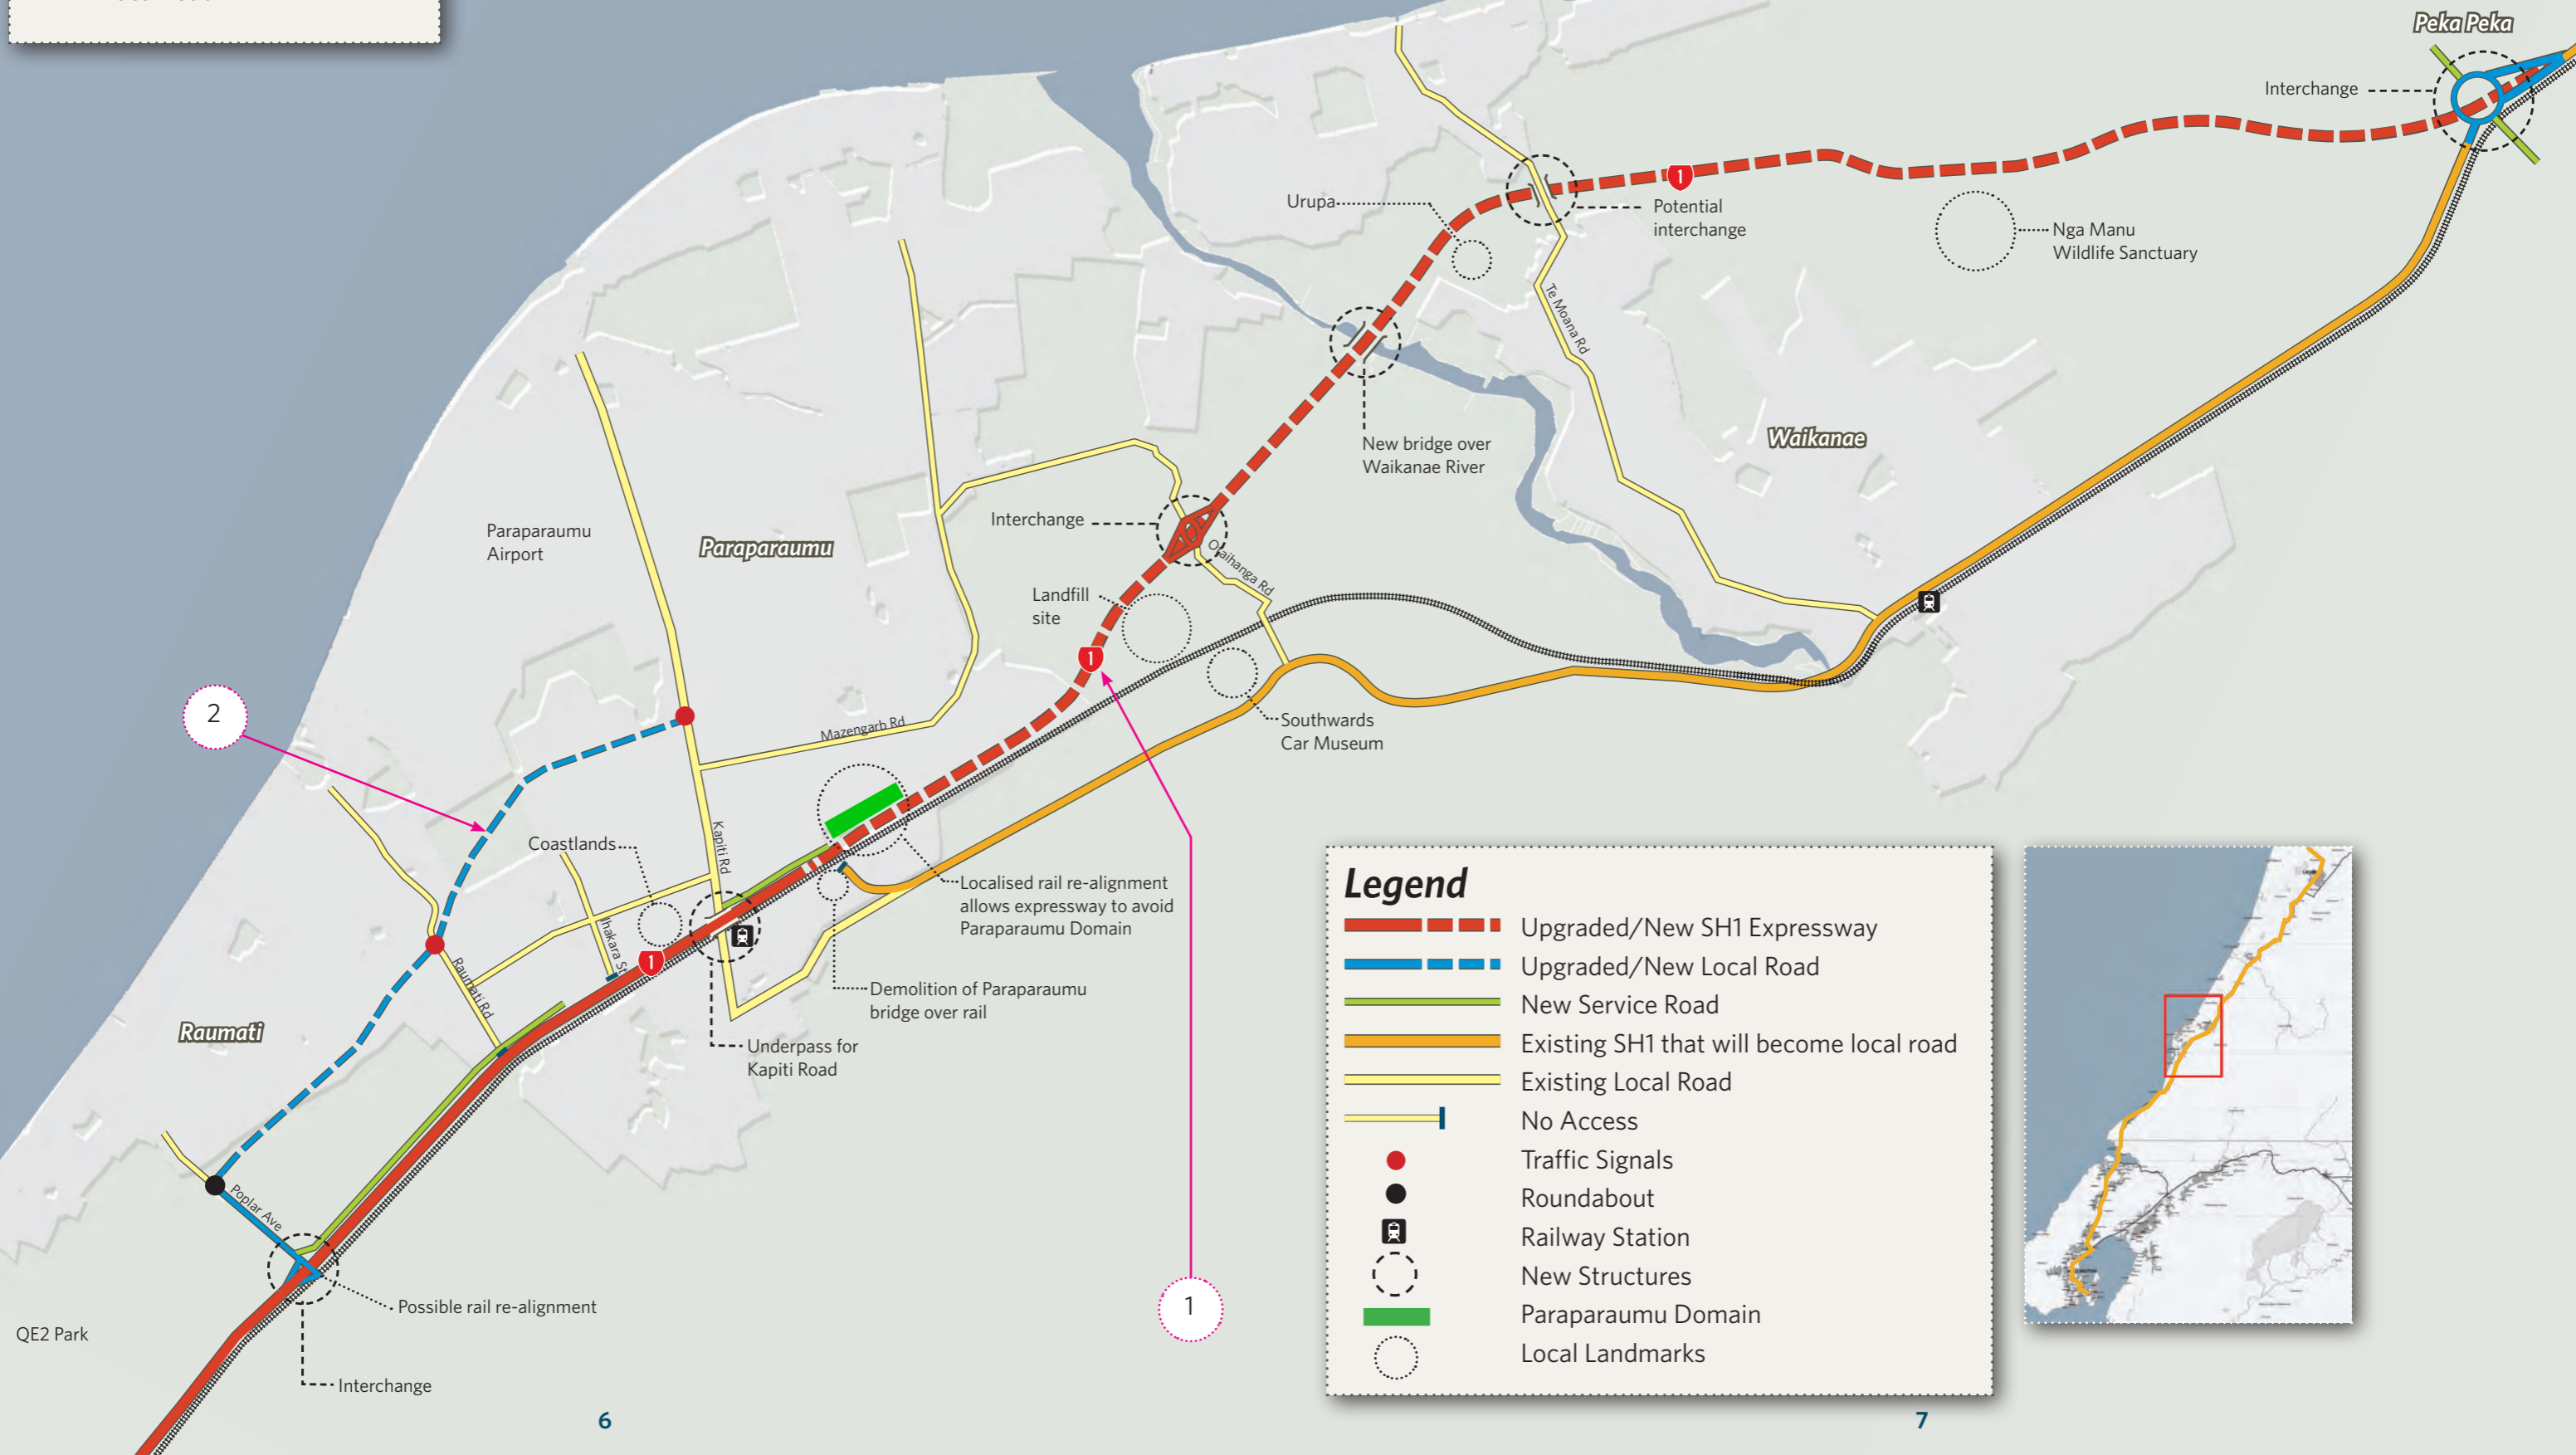 Peka Peka
Interchange
Urupa
Potential
interchange
Nga Manu
Wildlife Sanctuary
Te Moana Rd
New bridge over
Waikanae River
Waikanae
Paraparaumu
Airport
Paraparaumu
Interchange
Otaihanga Rd
Landfill
site
1
1
2
Mazengarb Rd
Southwards
Car Museum
Coastlands
Kapiti Rd
Localised rail re-alignment
allows expressway to avoid
Paraparaumu Domain
Ihakara St
1
Raumati Rd
Demolition of Paraparaumu
bridge over rail
Raumati
Underpass for
Kapiti Road
Poplar Ave
Possible rail re-alignment
QE2 Park
Interchange
1
Legend
Upgraded/New SH1 Expressway
Upgraded/New Local Road
New Service Road
Existing SH1 that will become local road
Existing Local Road
No Access
Traffic Signals
Roundabout
Railway Station
New Structures
Paraparaumu Domain
Local Landmarks
6
7